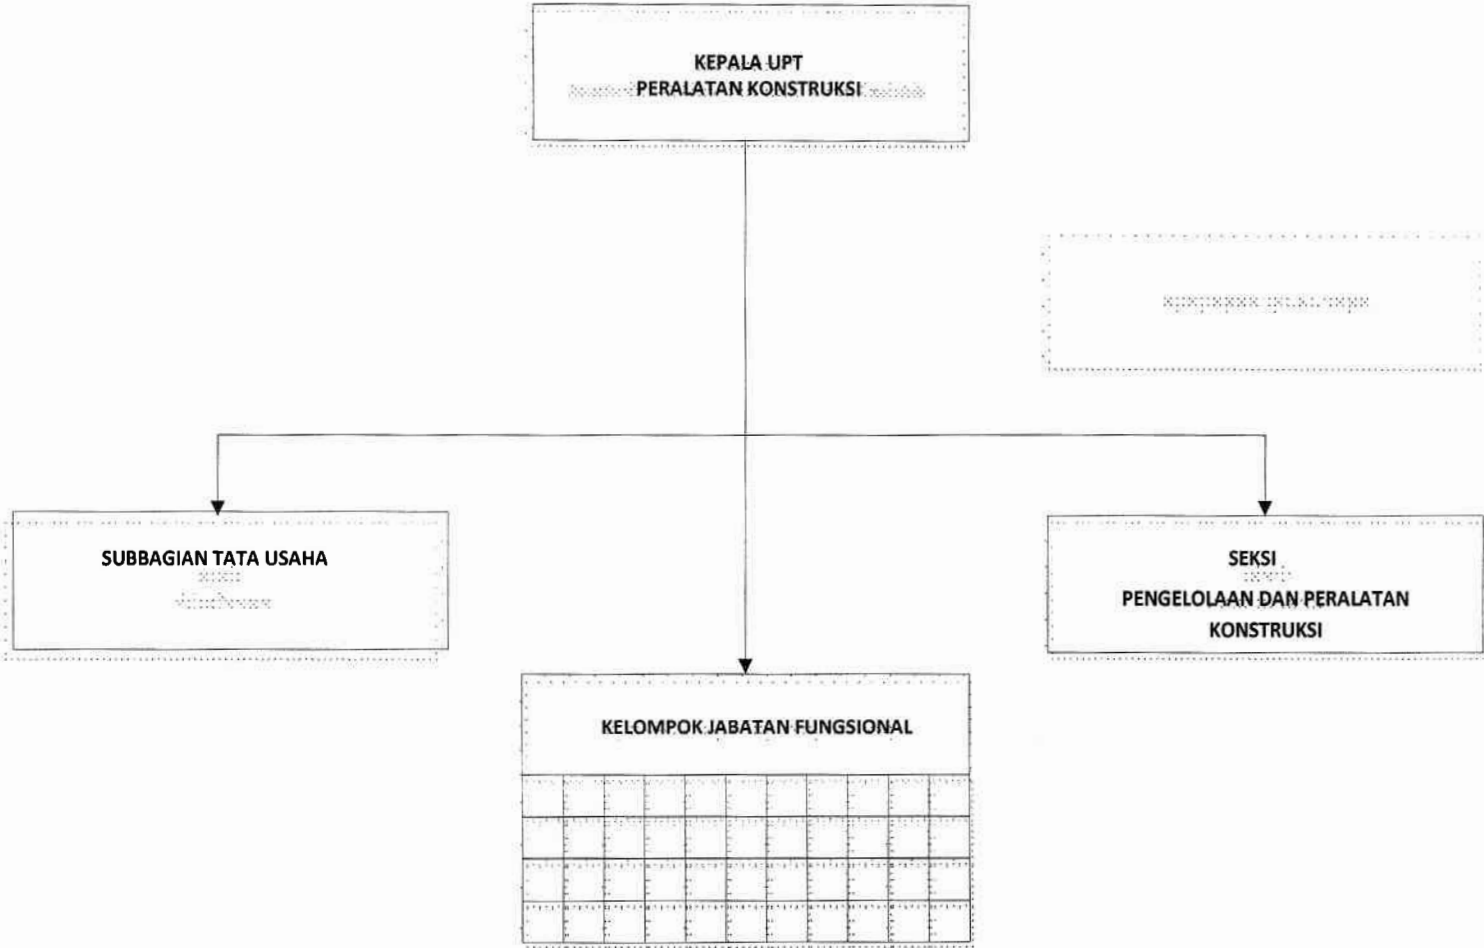 KEPALA UPT
PERALATAN KONSTRUKSI
SUBBAGIAN TATA USAHA
SEKSI
PENGELOLAAN DAN PERALATAN
KONSTRUKSI
KELOMPOK JABATAN FUNGSIONAL